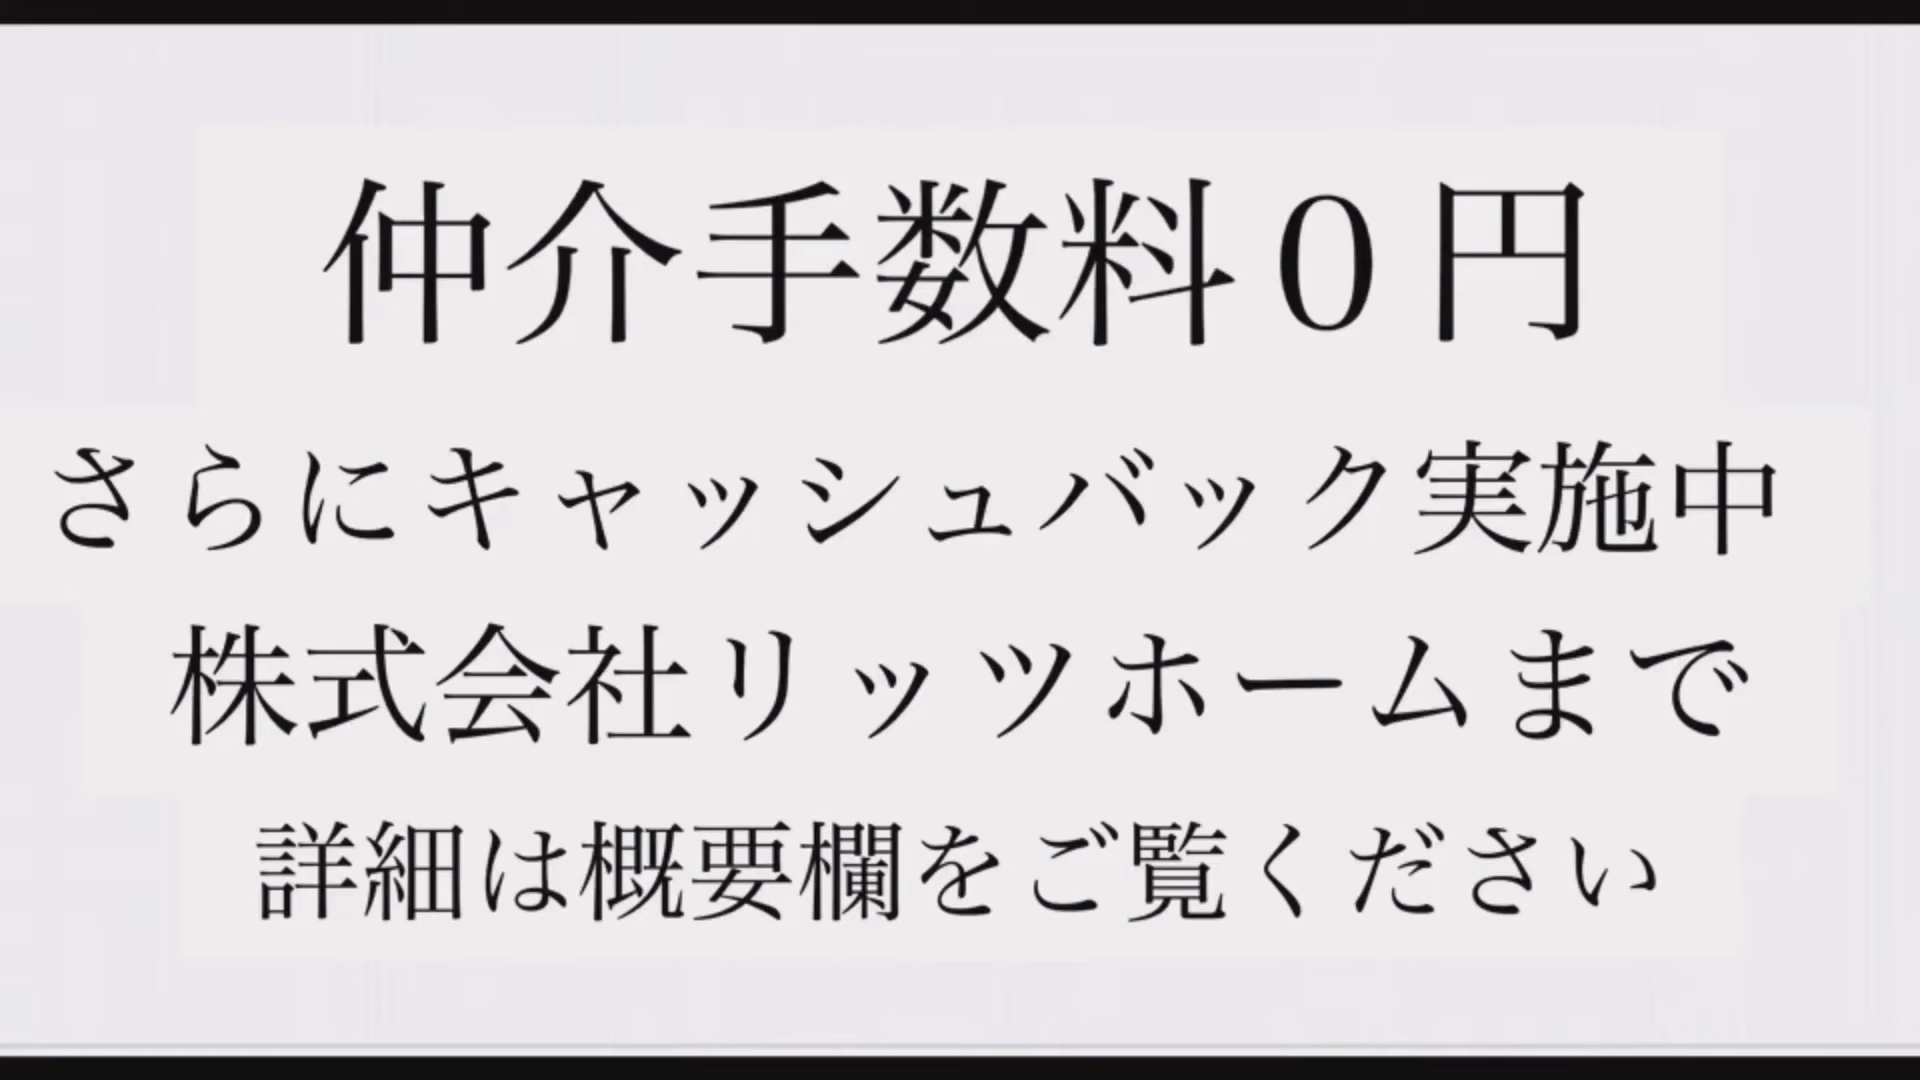 仲介手数料０円
さらにキャッシュバック実施中
株式会社リッツホームまで
詳細は概要欄をご覧ください